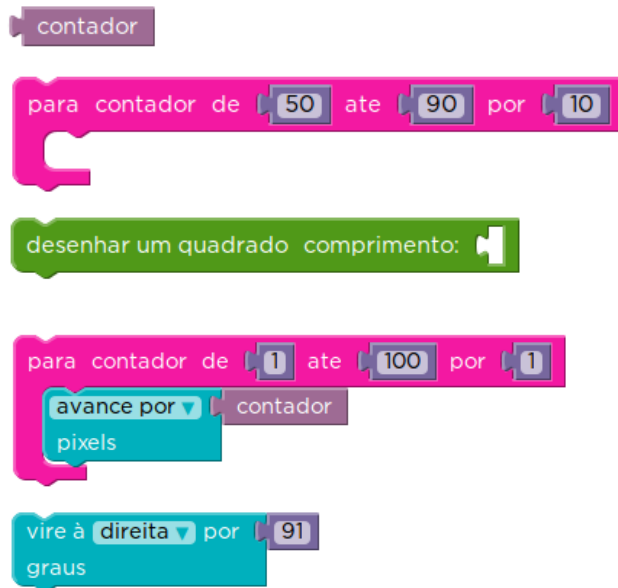 contador
para contador de 50 ate 90 por 10
desenhar um quadrado comprimento:
para contador de 1 ate 100 por 1
avance por contador
pixels
vire à direita por 91
graus